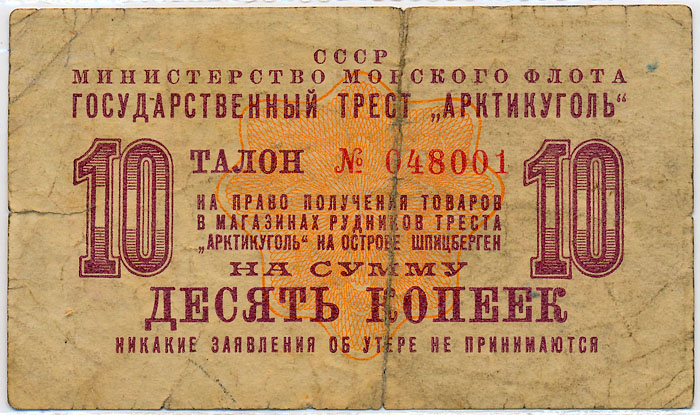 СССР
МИНИСТЕРСТВО МОРСКОГО ФЛОТА
ГОСУДАРСТВЕННЫЙ ТРЕСТ „АРКТИКУГОЛЬ“
10 ТАЛОН № 048001 10
НА ПРАВО ПОЛУЧЕНИЯ ТОВАРОВ
В МАГАЗИНАХ РУДНИКОВ ТРЕСТА
„АРКТИКУГОЛЬ“ НА ОСТРОВЕ ШПИЦБЕРГЕН
НА СУММУ
ДЕСЯТЬ КОПЕЕК
НИКАКИЕ ЗАЯВЛЕНИЯ ОБ УТЕРЕ НЕ ПРИНИМАЮТСЯ